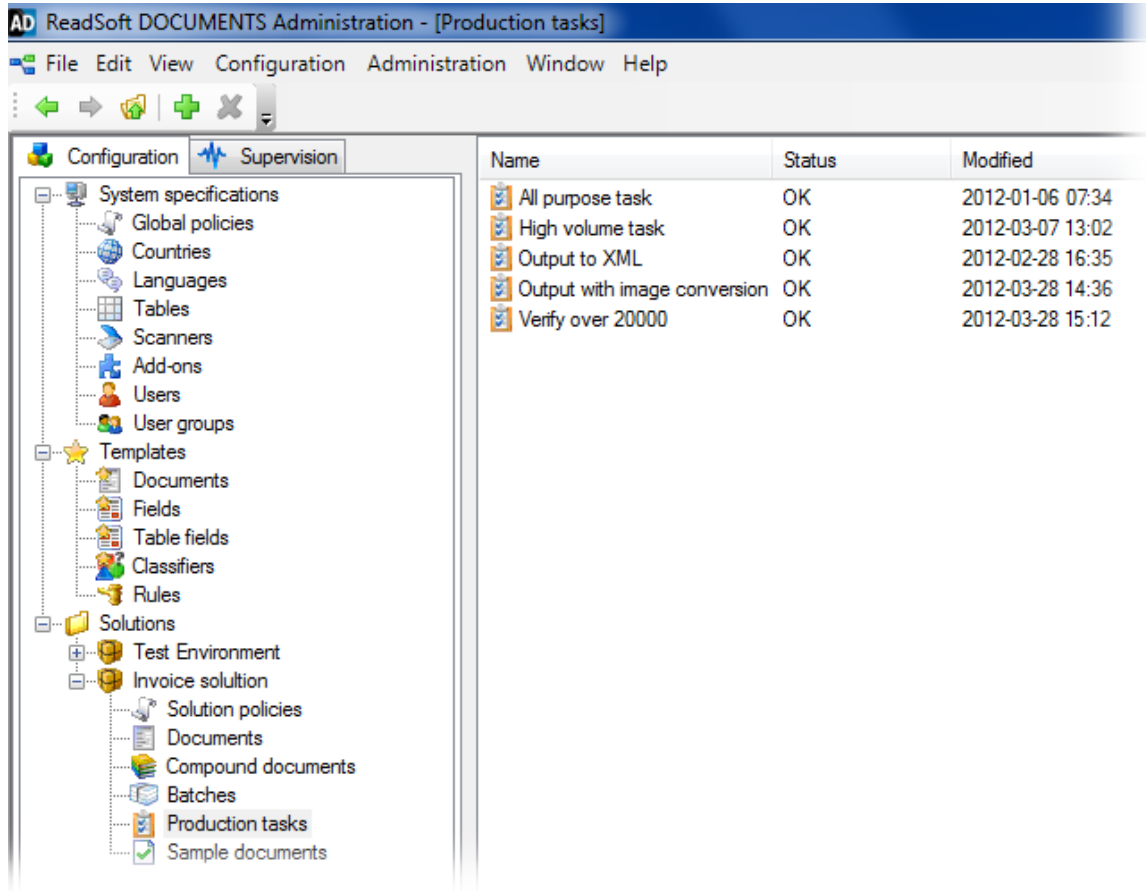 AD ReadSoft DOCUMENTS Administration - [Production tasks]
File Edit View Configuration Administration Window Help
Configuration Supervision
System specifications
Global policies
Countries
Languages
Tables
Scanners
Add-ons
Users
User groups
Templates
Documents
Fields
Table fields
Classifiers
Rules
Solutions
Test Environment
Invoice solultion
Solution policies
Documents
Compound documents
Batches
Production tasks
Sample documents
Name Status Modified
All purpose task OK 2012-01-06 07:34
High volume task OK 2012-03-07 13:02
Output to XML OK 2012-02-28 16:35
Output with image conversion OK 2012-03-28 14:36
Verify over 20000 OK 2012-03-28 15:12